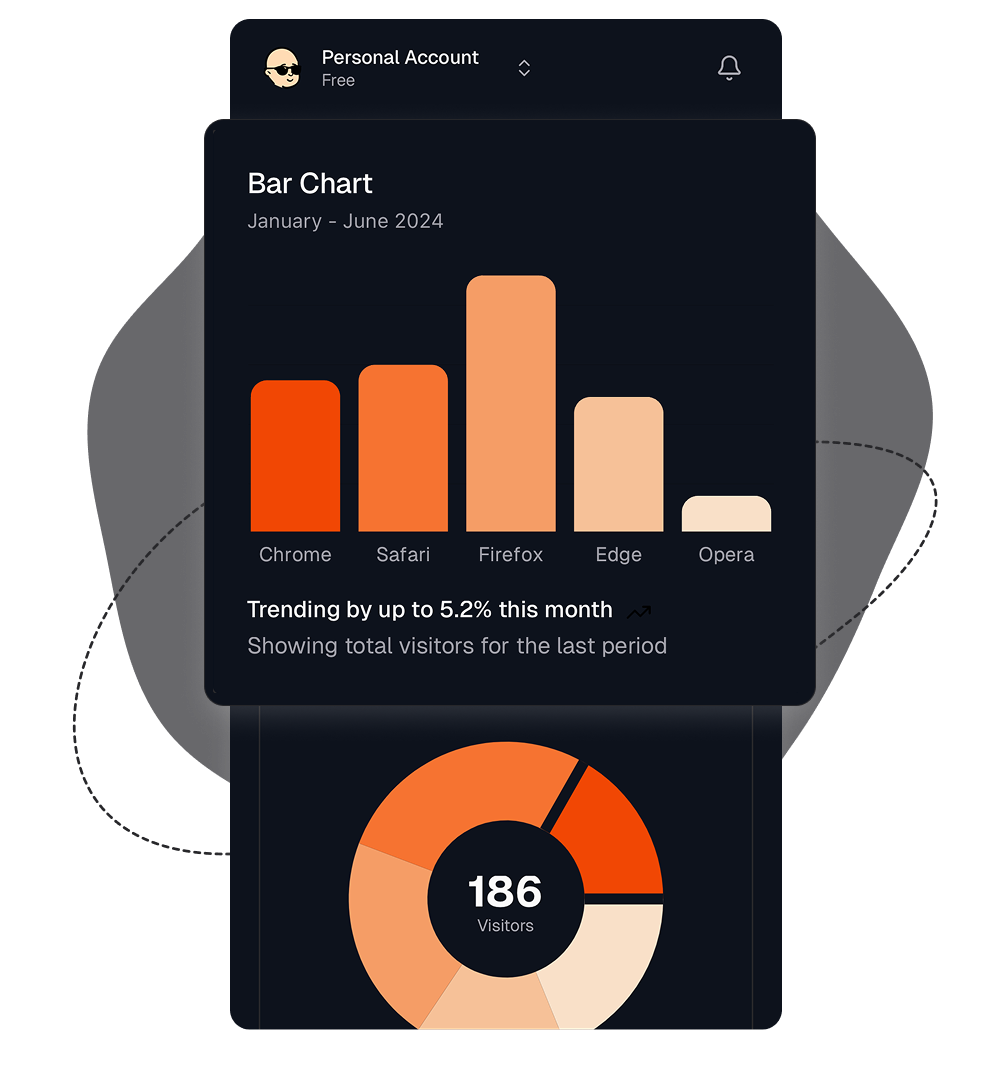 Personal Account
Free
Bar Chart
January - June 2024
Chrome Safari Firefox Edge Opera
Trending by up to 5.2% this month
Showing total visitors for the last period
186
Visitors